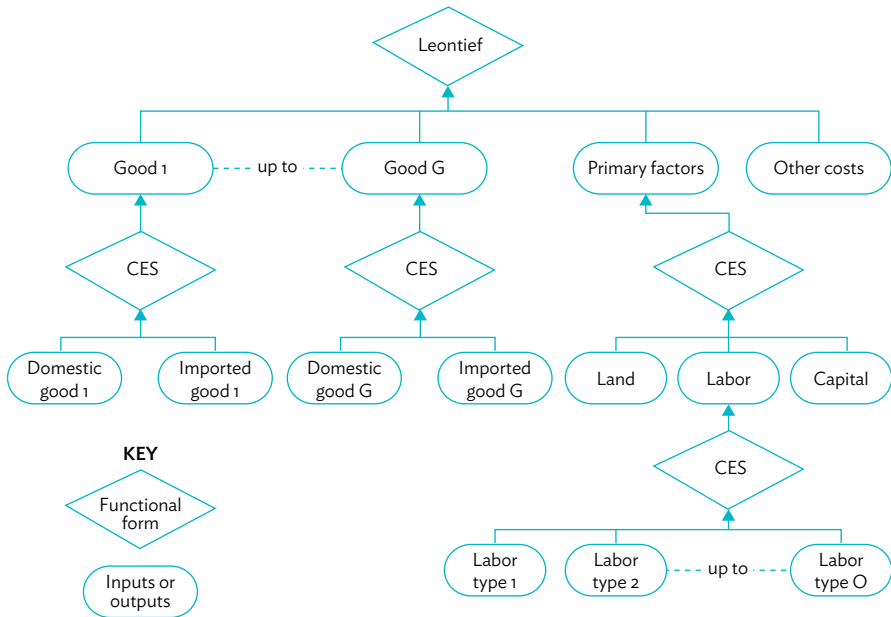 Leontief
Good 1
up to
Good G
Primary factors
Other costs
CES
CES
CES
Domestic
good 1
Imported
good 1
Domestic
good G
Imported
good G
Land
Labor
Capital
KEY
Functional
form
CES
Inputs or
outputs
Labor
type 1
Labor
type 2
up to
Labor
type O